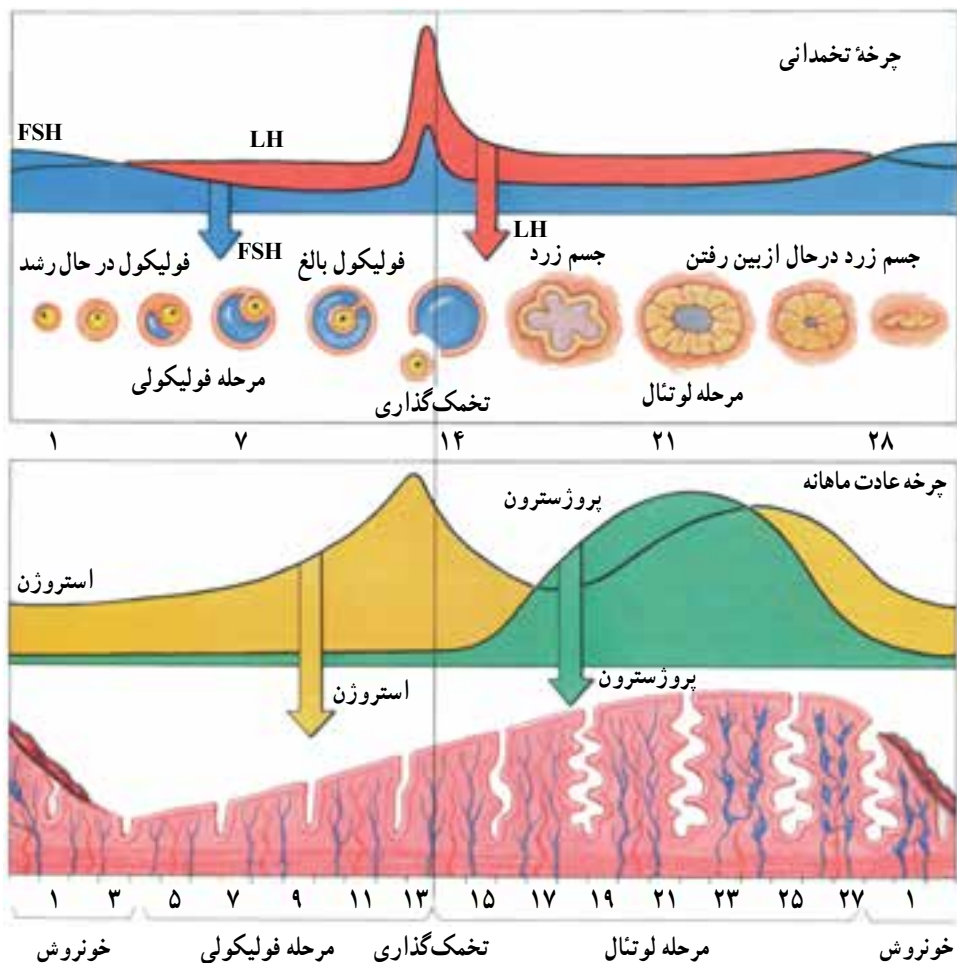 چرخهٔ تخمدانی
FSH
LH
LH
FSH
فولیکول در حال رشد
فولیکول بالغ
جسم زرد
جسم زرد درحال ازبین رفتن
مرحله فولیکولی
تخمک‌گذاری
مرحله لوتئال
۱ ۷ ۱۴ ۲۱ ۲۸
چرخه عادت ماهانه
پروژسترون
استروژن
استروژن
پروژسترون
۱ ۳ ۵ ۷ ۹ ۱۱ ۱۳ ۱۵ ۱۷ ۱۹ ۲۱ ۲۳ ۲۵ ۲۷ ۱
خونروش مرحله فولیکولی تخمک‌گذاری مرحله لوتئال خونروش